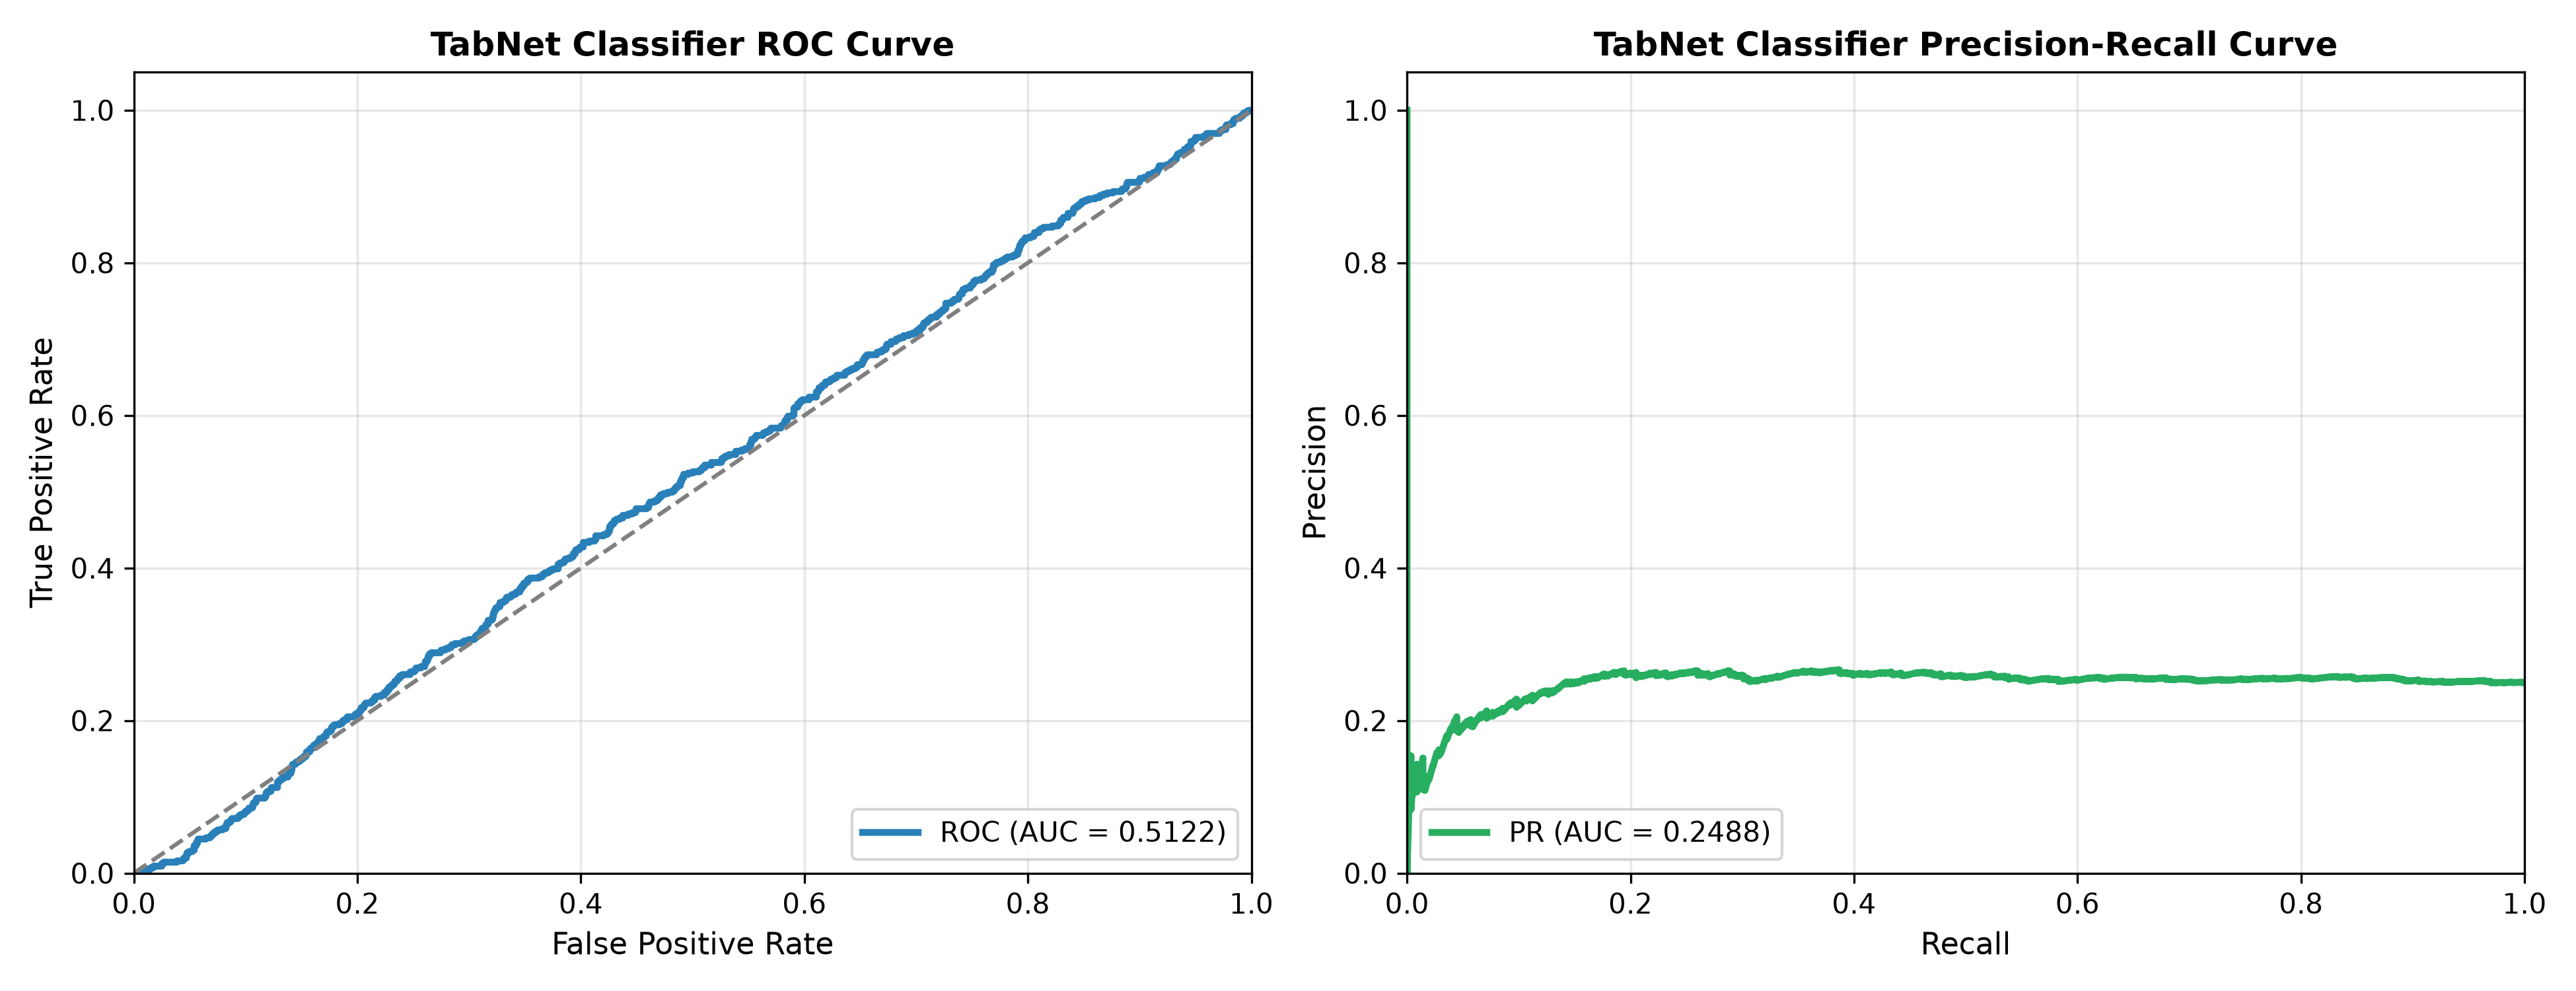 TabNet Classifier ROC Curve
True Positive Rate
1.0
0.8
0.6
0.4
0.2
0.0
0.0 0.2 0.4 0.6 0.8 1.0
False Positive Rate
ROC (AUC = 0.5122)
TabNet Classifier Precision-Recall Curve
Precision
1.0
0.8
0.6
0.4
0.2
0.0
0.0 0.2 0.4 0.6 0.8 1.0
Recall
PR (AUC = 0.2488)